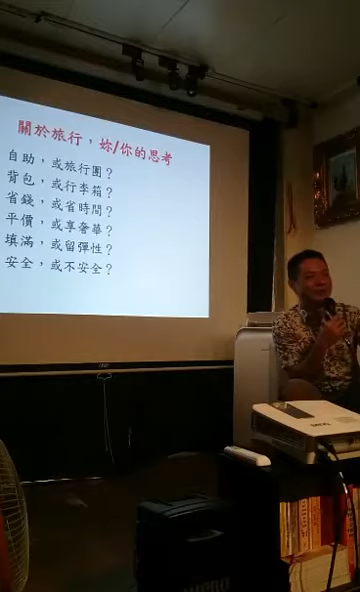 關於旅行，妳/你的思考
自助，或旅行團？
背包，或行李箱？
省錢，或省時間？
平價，或享奢華？
填滿，或留彈性？
安全，或不安全？